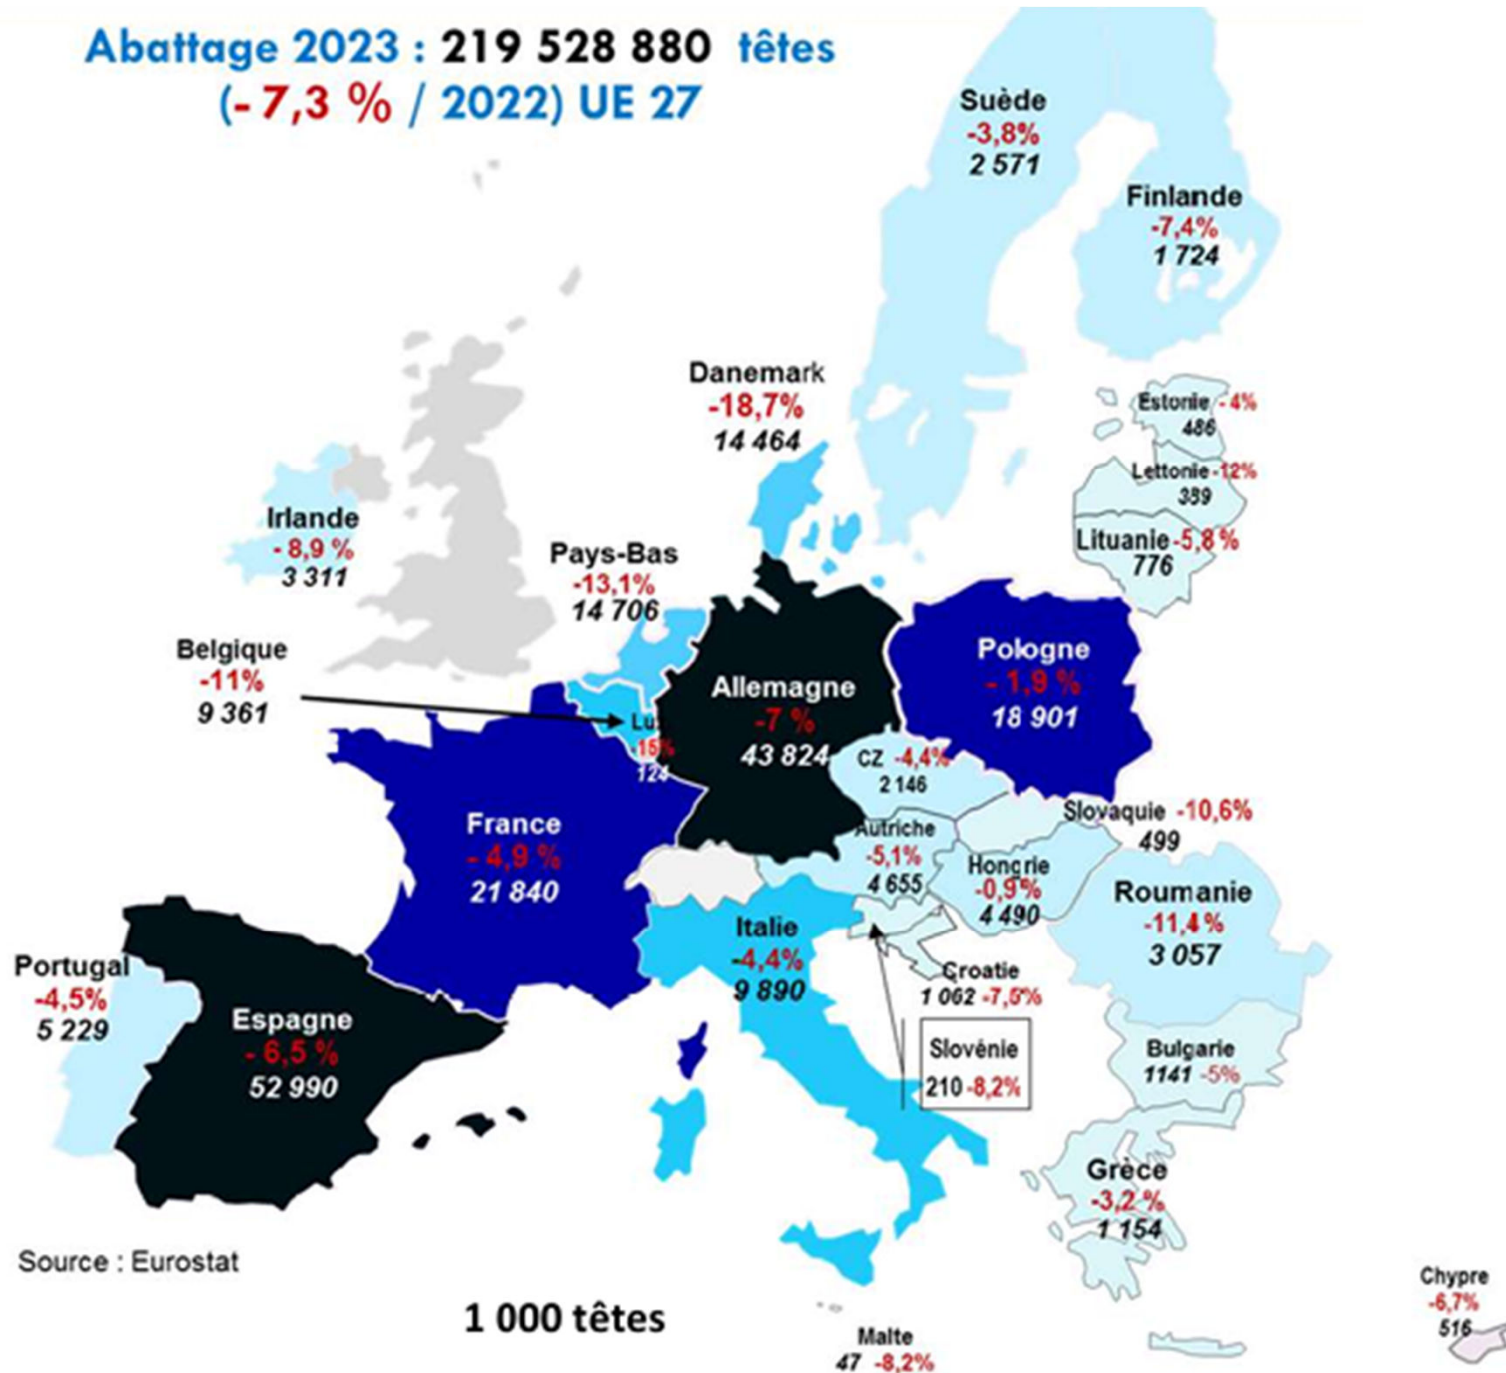 Abattage 2023 : 219 528 880 têtes
(- 7,3 % / 2022) UE 27
Suède
-3,8%
2 571
Finlande
-7,4%
1 724
Danemark
-18,7%
14 464
Estonie - 4%
486
Lettonie -12%
389
Lituanie -5,8 %
776
Irlande
- 8,9 %
3 311
Pays-Bas
-13,1%
14 706
Belgique
-11%
9 361
Lu
-15%
124
Allemagne
-7 %
43 824
Pologne
- 1,9 %
18 901
CZ -4,4%
2 146
Slovaquie -10,6%
499
Autriche
-5,1%
4 655
Hongrie
-0,9%
4 490
France
- 4,9 %
21 840
Roumanie
-11,4 %
3 057
Italie
-4,4%
9 890
Portugal
-4,5%
5 229
Espagne
- 6,5 %
52 990
Croatie
1 062 -7,5%
Slovénie
210 -8,2%
Bulgarie
1141 -5%
Grèce
-3,2 %
1 154
Source : Eurostat
1 000 têtes
Malte
47 -8,2%
Chypre
-6,7%
516